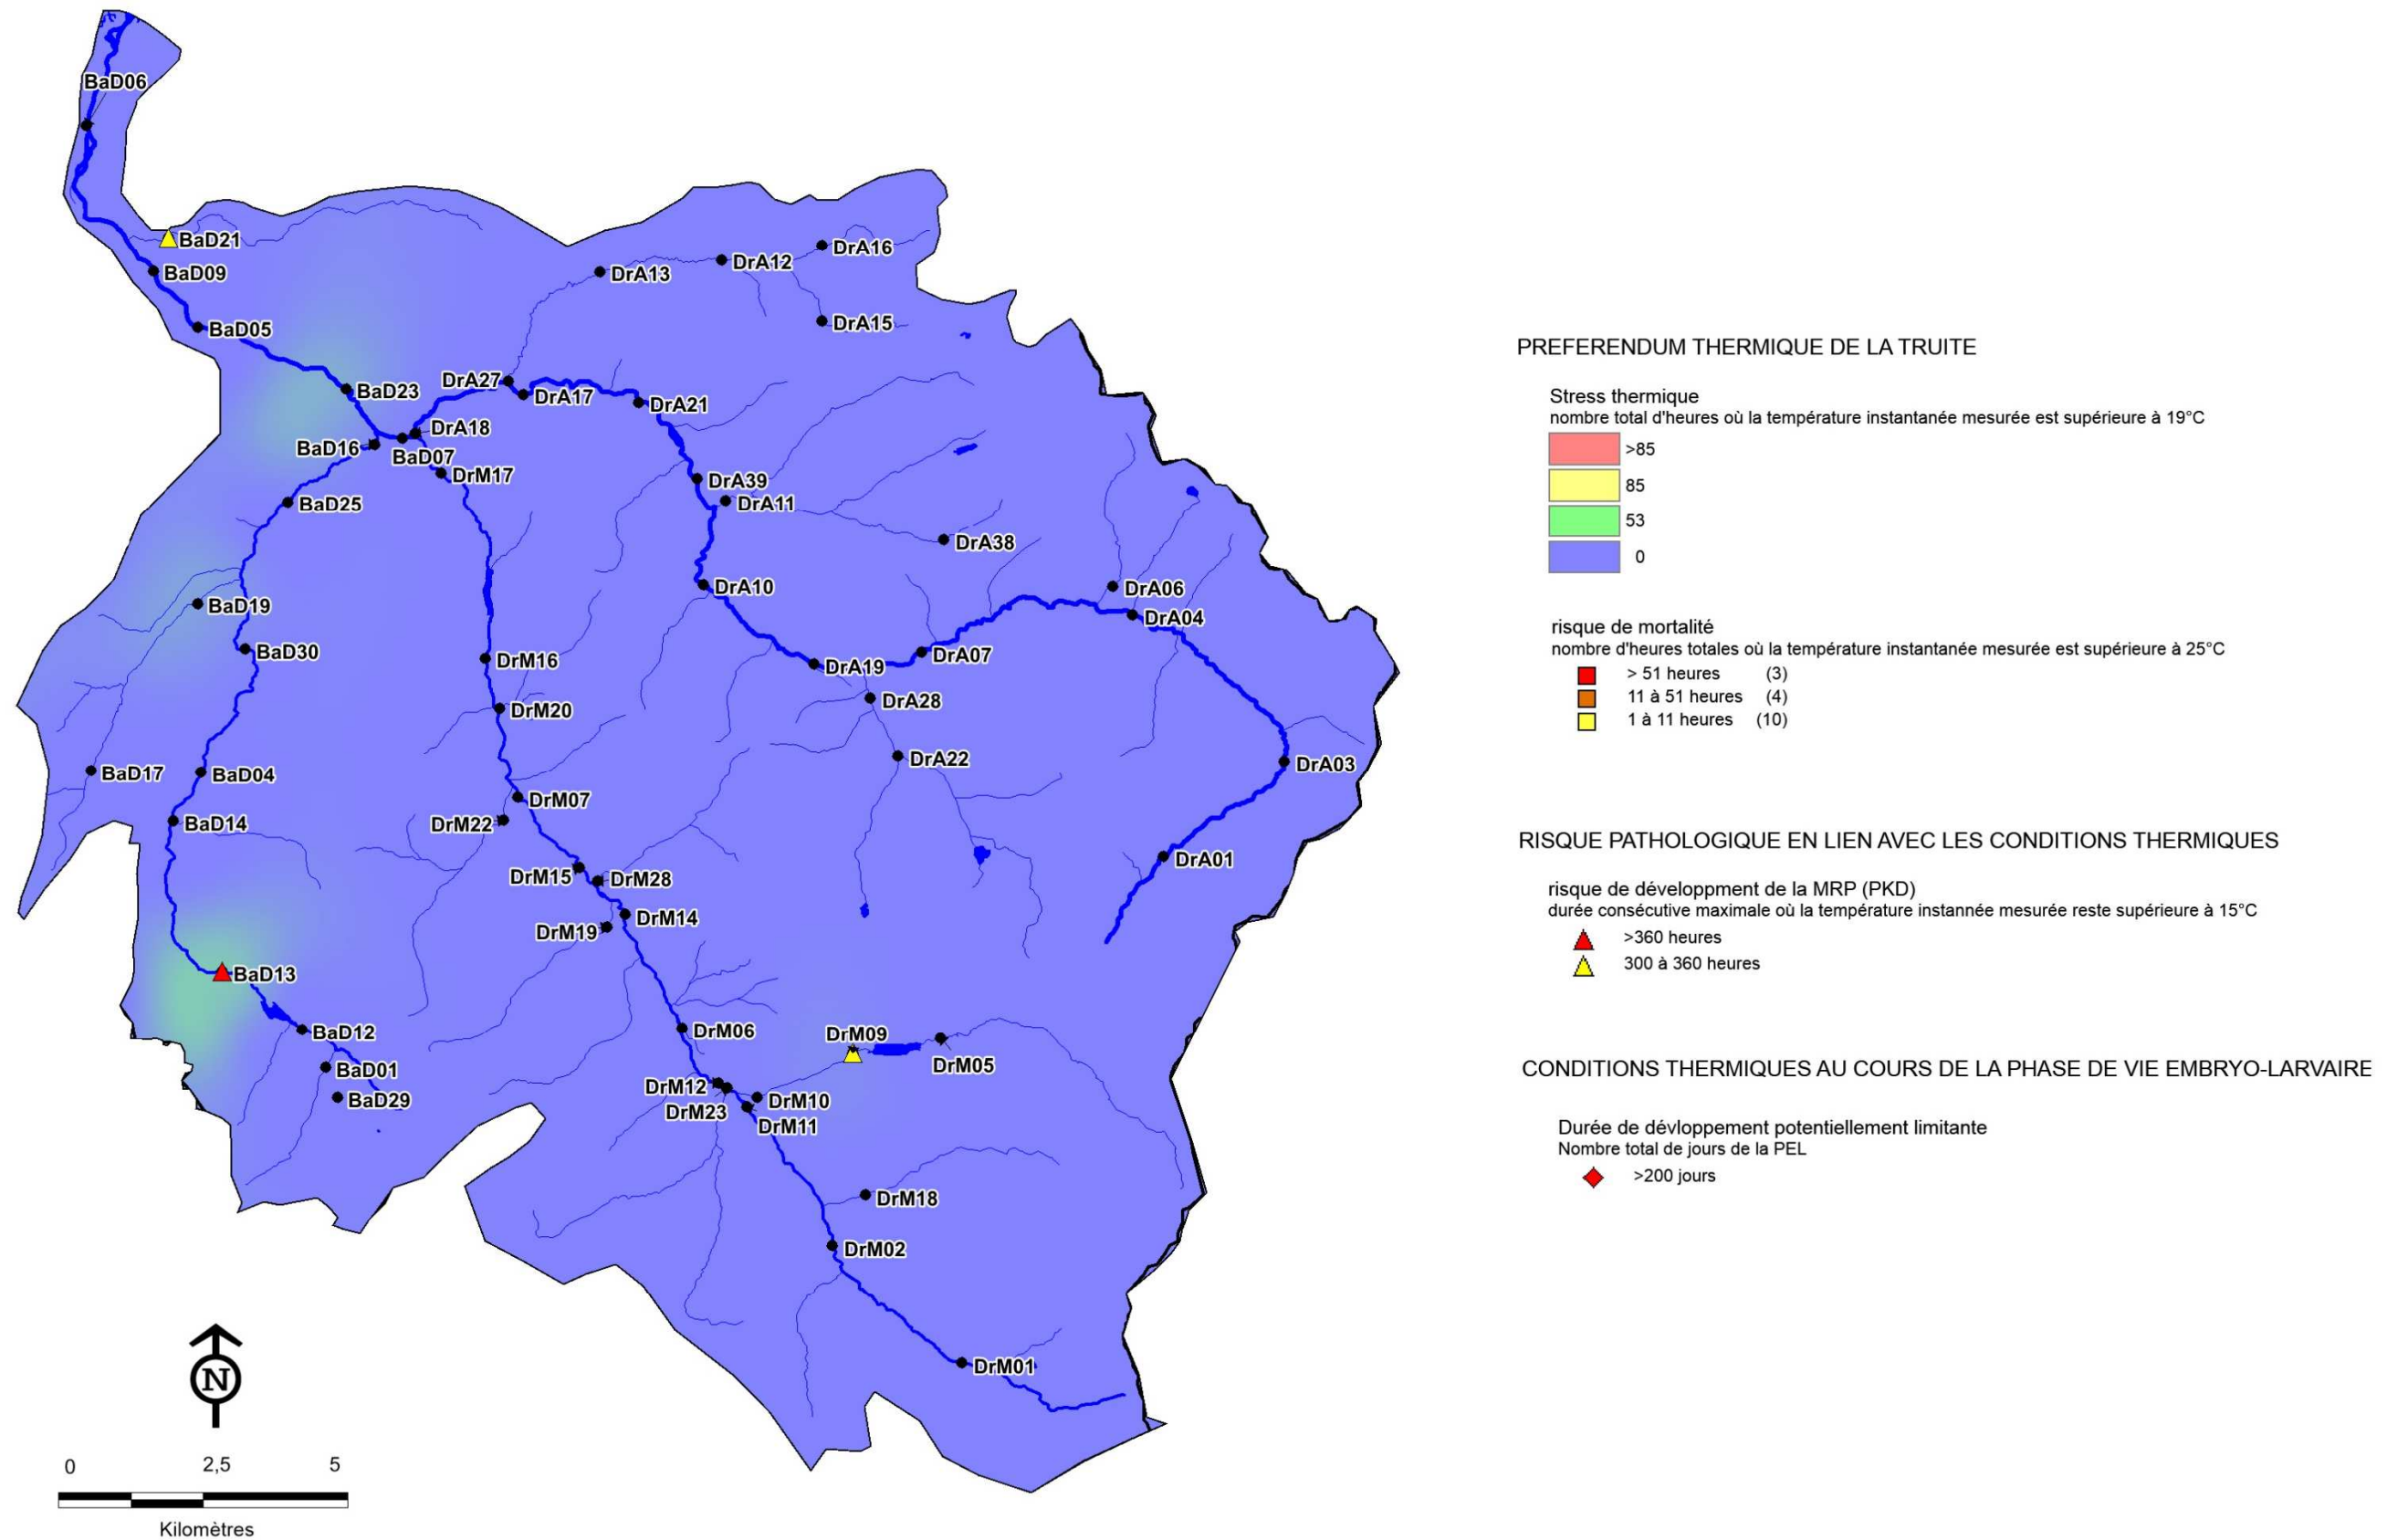 BaD06
BaD21
BaD09
BaD05
DrA16
DrA12
DrA13
DrA15
BaD23
DrA27
DrA17
DrA21
DrA18
BaD16
BaD07
DrM17
DrA39
DrA11
BaD25
DrA38
DrA10
DrA06
BaD19
DrA04
BaD30
DrM16
DrA19
DrA07
DrM20
DrA28
BaD17
BaD04
DrA22
DrA03
DrM07
BaD14
DrM22
DrA01
DrM15
DrM28
DrM14
DrM19
BaD13
BaD12
DrM06
DrM09
DrM05
BaD01
BaD29
DrM12
DrM10
DrM23
DrM11
DrM18
DrM02
DrM01
N
0 2,5 5
Kilomètres
PREFERENDUM THERMIQUE DE LA TRUITE
Stress thermique
nombre total d'heures où la température instantanée mesurée est supérieure à 19°C
>85
85
53
0
risque de mortalité
nombre d'heures totales où la température instantanée mesurée est supérieure à 25°C
> 51 heures (3)
11 à 51 heures (4)
1 à 11 heures (10)
RISQUE PATHOLOGIQUE EN LIEN AVEC LES CONDITIONS THERMIQUES
risque de développment de la MRP (PKD)
durée consécutive maximale où la température instannée mesurée reste supérieure à 15°C
>360 heures
300 à 360 heures
CONDITIONS THERMIQUES AU COURS DE LA PHASE DE VIE EMBRYO-LARVAIRE
Durée de dévloppement potentiellement limitante
Nombre total de jours de la PEL
>200 jours